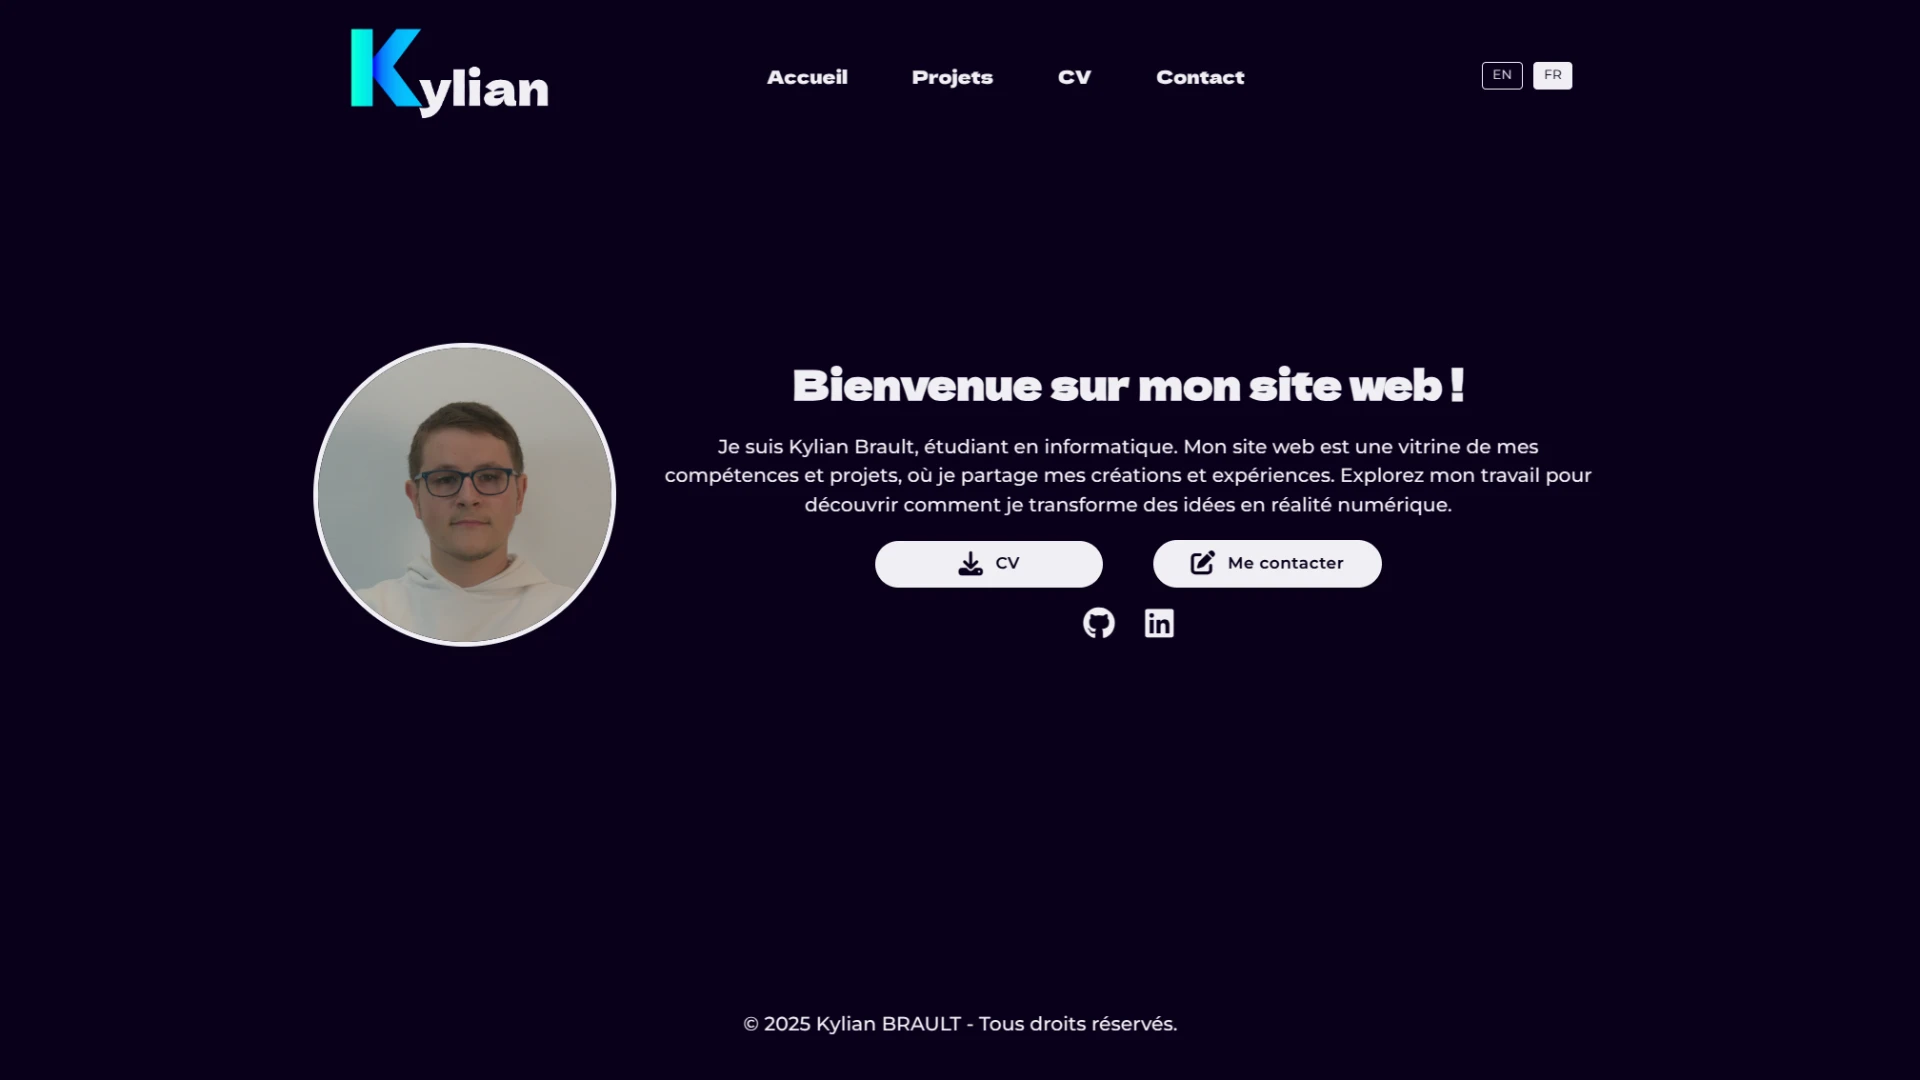 Kylian
Accueil
Projets
CV
Contact
EN
FR
Bienvenue sur mon site web !
Je suis Kylian Brault, étudiant en informatique. Mon site web est une vitrine de mes
compétences et projets, où je partage mes créations et expériences. Explorez mon travail pour
découvrir comment je transforme des idées en réalité numérique.
CV
Me contacter
in
© 2025 Kylian BRAULT - Tous droits réservés.